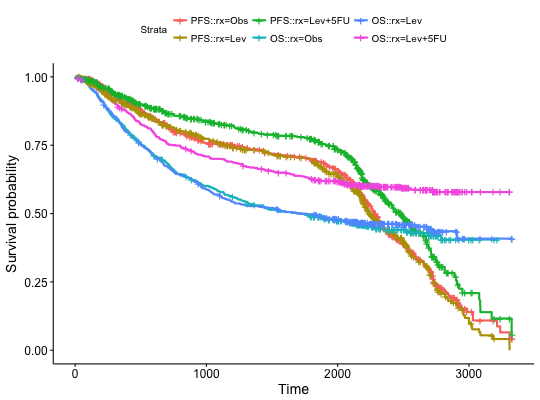 Strata PFS::rx=Obs PFS::rx=Lev+5FU OS::rx=Lev
PFS::rx=Lev OS::rx=Obs OS::rx=Lev+5FU
Survival probability
1.00
0.75
0.50
0.25
0.00
0 1000 2000 3000
Time